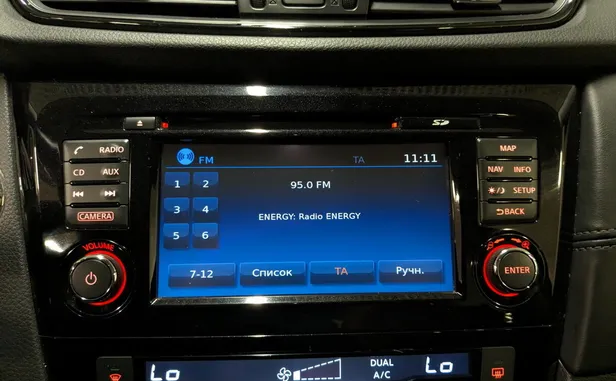 RADIO
CD AUX
CAMERA
VOLUME
SD
FM TA 11:11
1 2
3 4
5 6
95.0 FM
ENERGY: Radio ENERGY
7-12 Список TA Ручн.
MAP
NAV INFO
SETUP
BACK
ENTER
Lo
DUAL
A/C
Lo